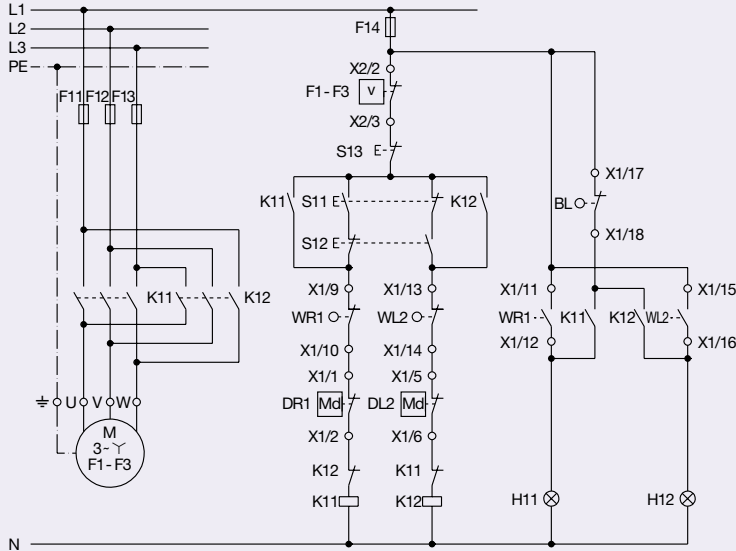 L1
L2
L3
PE
F11 F12 F13
F14
X2/2
F1-F3 v
X2/3
S13
K11 S11 K12
S12
X1/17
BL
X1/18
K11 K12
X1/9 X1/13 X1/11 X1/15
WR1 WL2 WR1 K11 K12 WL2
X1/10 X1/14 X1/12 X1/16
X1/1 X1/5
DR1 Md DL2 Md
X1/2 X1/6
U V W
M
3~
F1-F3
K12 K11
K11 K12 H11 H12
N